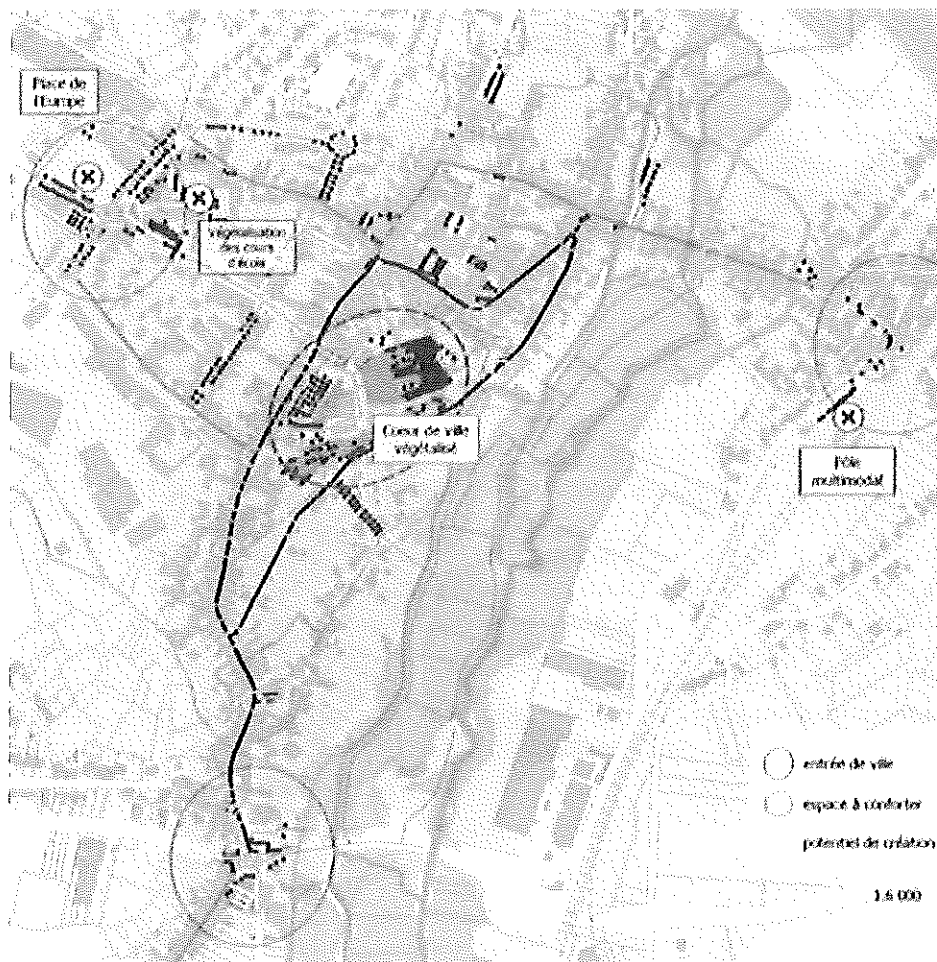 Place de
l'Europe
Végétalisation
des cours
d'école
Coeur de ville
végétalisé
Pôle
multimodal
entrée de ville
espace à conforter
potentiel de création
1:6 000